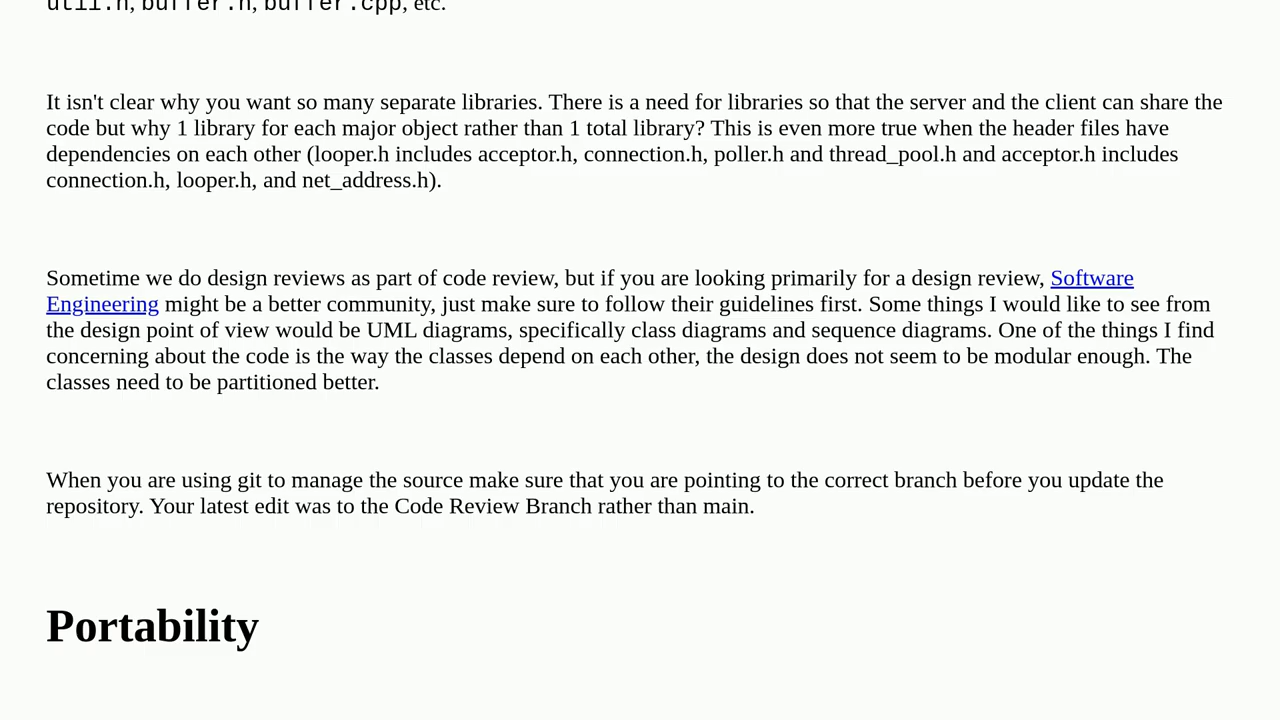 util.h, buffer.h, buffer.cpp, etc.
It isn't clear why you want so many separate libraries. There is a need for libraries so that the server and the client can share the
code but why 1 library for each major object rather than 1 total library? This is even more true when the header files have
dependencies on each other (looper.h includes acceptor.h, connection.h, poller.h and thread_pool.h and acceptor.h includes
connection.h, looper.h, and net_address.h).
Sometime we do design reviews as part of code review, but if you are looking primarily for a design review, Software
Engineering might be a better community, just make sure to follow their guidelines first. Some things I would like to see from
the design point of view would be UML diagrams, specifically class diagrams and sequence diagrams. One of the things I find
concerning about the code is the way the classes depend on each other, the design does not seem to be modular enough. The
classes need to be partitioned better.
When you are using git to manage the source make sure that you are pointing to the correct branch before you update the
repository. Your latest edit was to the Code Review Branch rather than main.
Portability